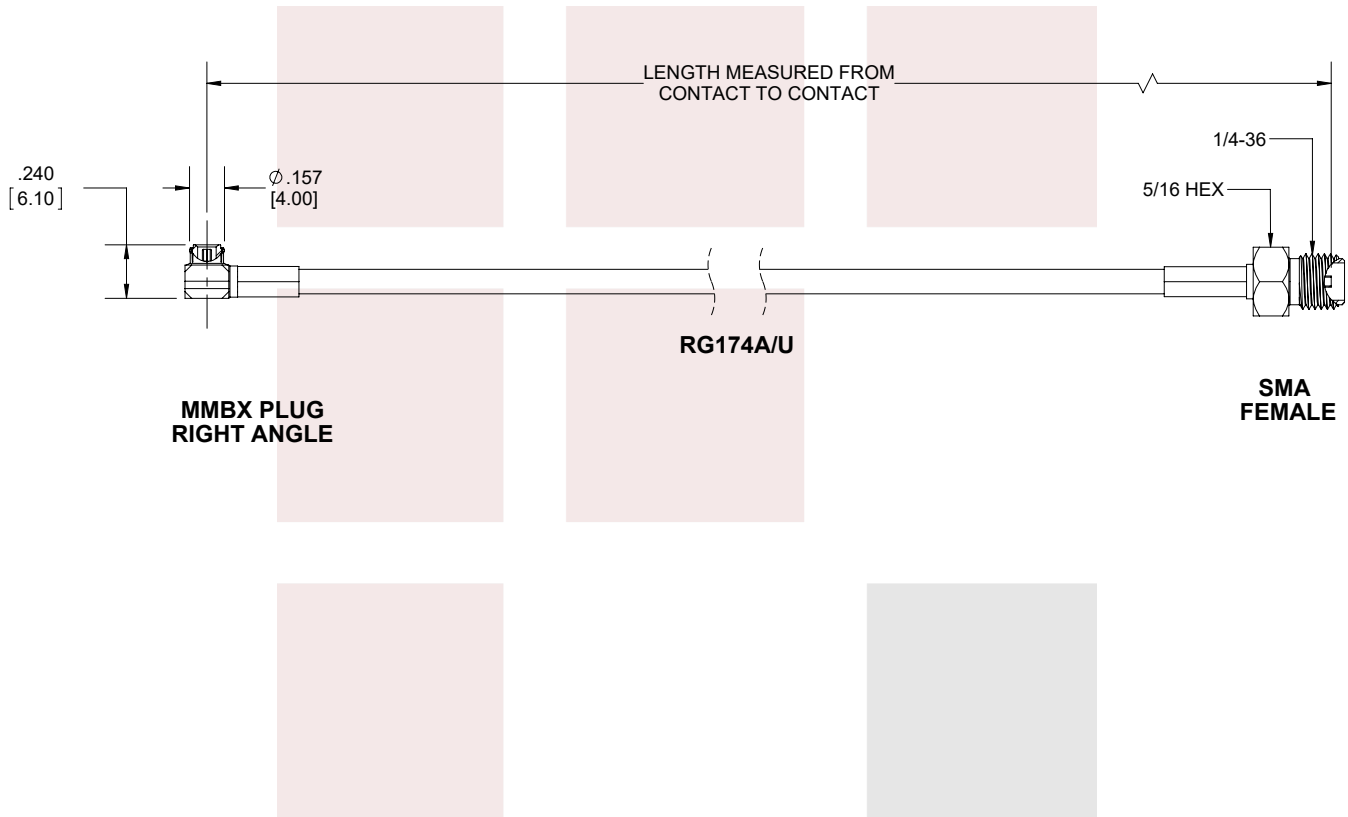 LENGTH MEASURED FROM
CONTACT TO CONTACT
1/4-36
.240
[6.10]
∅.157
[4.00]
5/16 HEX
RG174A/U
MMBX PLUG
RIGHT ANGLE
SMA
FEMALE